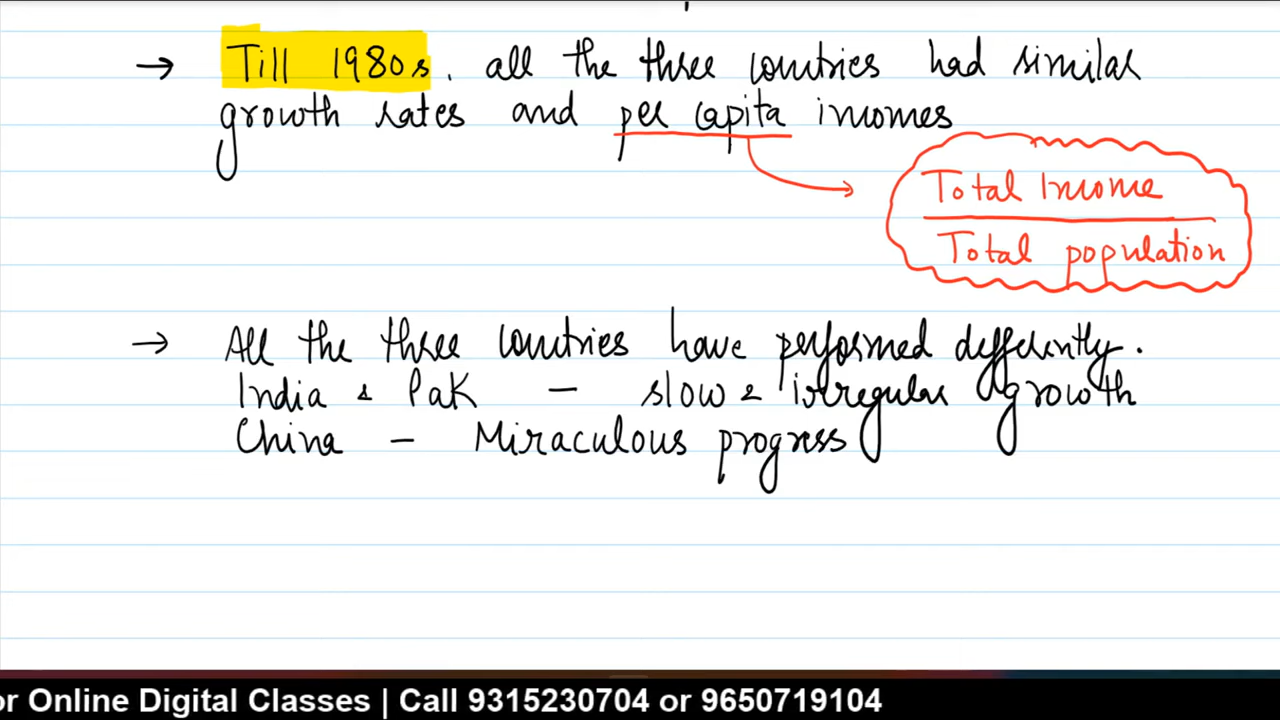 → Till 1980s, all the three countries had similar
growth rates and per capita incomes
Total Income
Total population
→ All the three countries have performed differently.
India & Pak – slow & irregular growth
China – Miraculous progress
or Online Digital Classes | Call 9315230704 or 9650719104